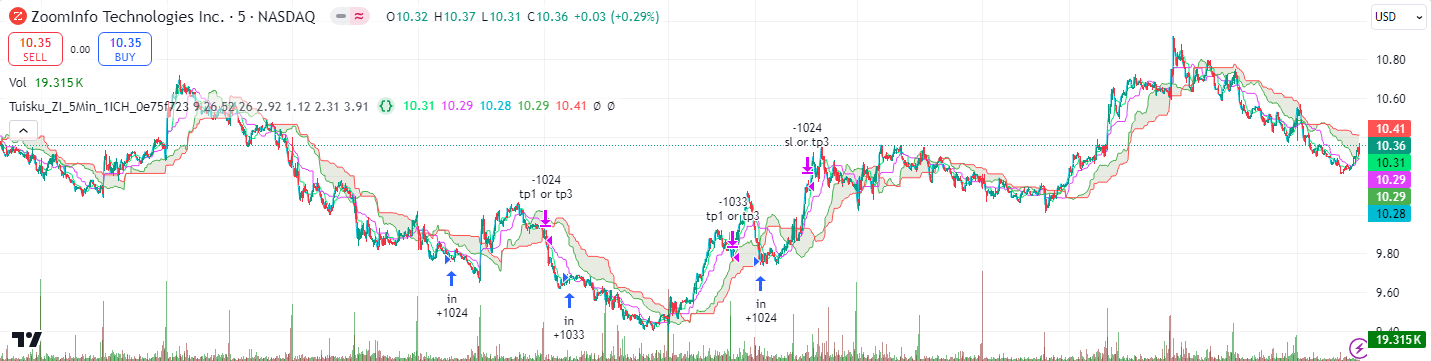 ZoomInfo Technologies Inc. · 5 · NASDAQ O10.32 H10.37 L10.31 C10.36 +0.03 (+0.29%)
USD
10.35 SELL
0.00
10.35 BUY
Vol 19.315K
Tuisku_ZI_5Min_1ICH_0e75f723 9 26 52 26 2.92 1.12 2.31 3.91 {} 10.31 10.29 10.28 10.29 10.41 Ø Ø
-1024
sl or tp3
-1024
tp1 or tp3
-1033
tp1 or tp3
in
+1024
in
+1033
in
+1024
10.80
10.60
10.41
10.36
10.31
10.29
10.29
10.28
9.80
9.60
9.40
19.315K